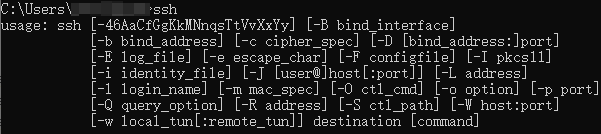 C:\Users\ >ssh
usage: ssh [-46AaCfGgKkMNnqsTtVvXxYy] [-B bind_interface]
[-b bind_address] [-c cipher_spec] [-D [bind_address:]port]
[-E log_file] [-e escape_char] [-F configfile] [-I pkcs11]
[-i identity_file] [-J [user@]host[:port]] [-L address]
[-l login_name] [-m mac_spec] [-O ctl_cmd] [-o option] [-p port]
[-Q query_option] [-R address] [-S ctl_path] [-W host:port]
[-w local_tun[:remote_tun]] destination [command]